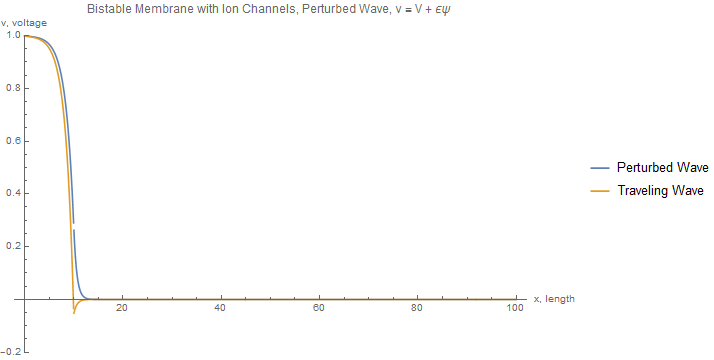 Bistable Membrane with Ion Channels, Perturbed Wave, v = V + ϵψ
v, voltage
1.0
0.8
0.6
0.4
0.2
-0.2
20
40
60
80
100
x, length
Perturbed Wave
Traveling Wave